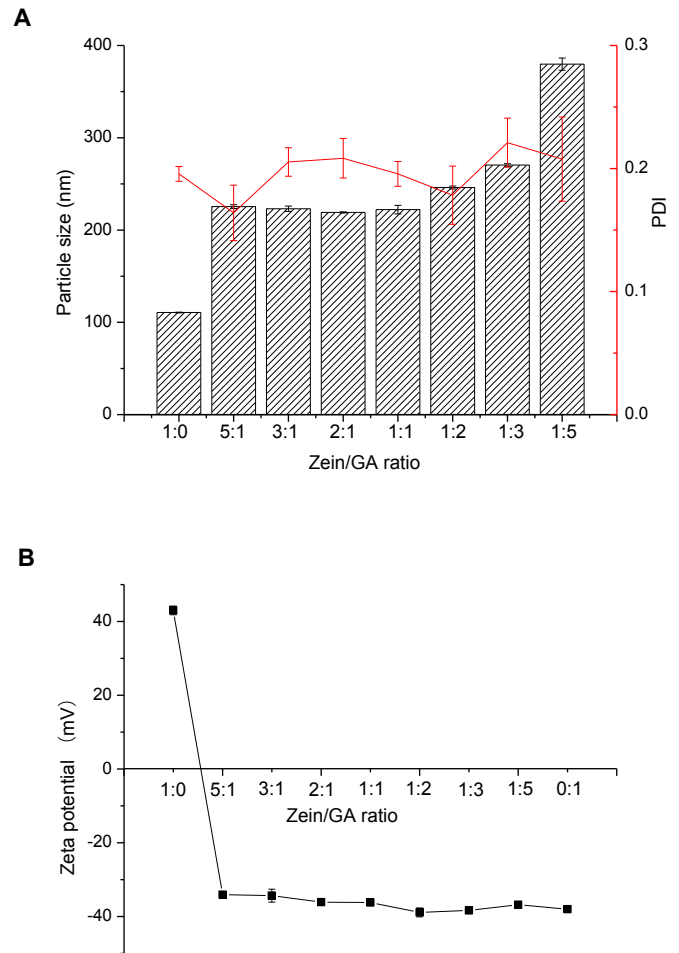 A
400
300
200
100
0
Particle size (nm)
0.3
0.2
0.1
0.0
PDI
1:0 5:1 3:1 2:1 1:1 1:2 1:3 1:5
Zein/GA ratio
B
40
20
0
-20
-40
Zeta potential (mV)
1:0 5:1 3:1 2:1 1:1 1:2 1:3 1:5 0:1
Zein/GA ratio